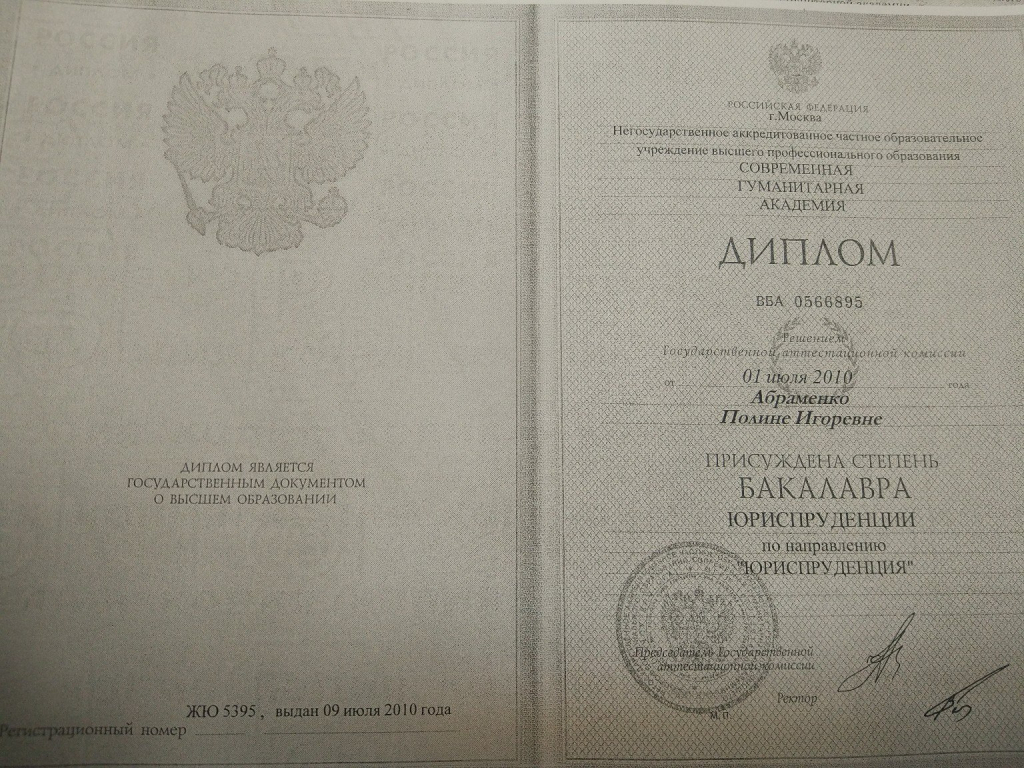 ДИПЛОМ ЯВЛЯЕТСЯ
ГОСУДАРСТВЕННЫМ ДОКУМЕНТОМ
О ВЫСШЕМ ОБРАЗОВАНИИ
ЖЮ 5395 , выдан 09 июля 2010 года
Регистрационный номер
РОССИЙСКАЯ ФЕДЕРАЦИЯ
г.Москва
Негосударственное аккредитованное частное образовательное
учреждение высшего профессионального образования
СОВРЕМЕННАЯ
ГУМАНИТАРНАЯ
АКАДЕМИЯ
ДИПЛОМ
ВБА 0566895
Решением
Государственной аттестационной комиссии
от 01 июля 2010 года
Абраменко
Полине Игоревне
ПРИСУЖДЕНА СТЕПЕНЬ
БАКАЛАВРА
ЮРИСПРУДЕНЦИИ
по направлению
"ЮРИСПРУДЕНЦИЯ"
Председатель Государственной
аттестационной комиссии
Ректор
М.П.